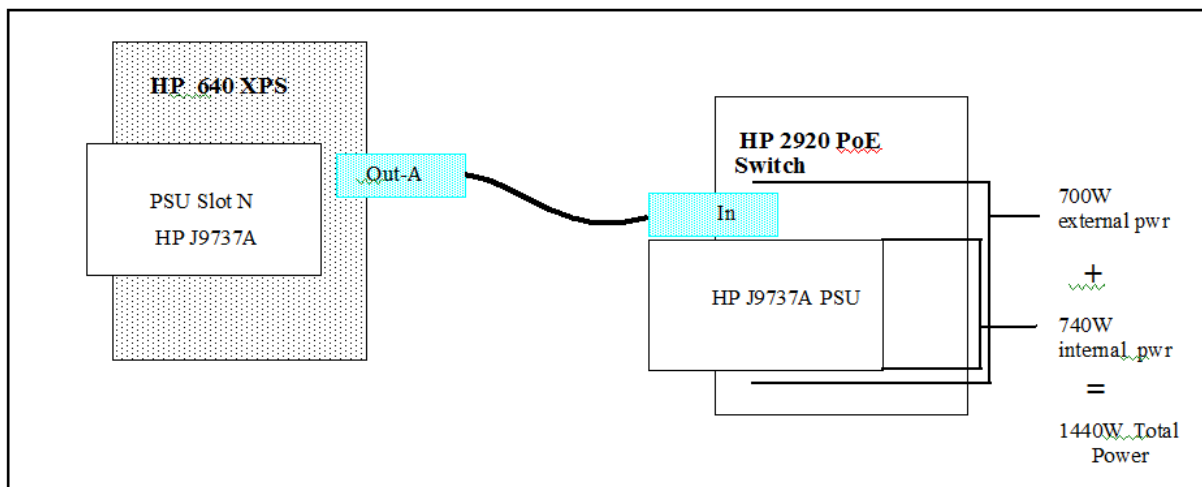 HP 640 XPS
PSU Slot N
HP J9737A
Out-A
HP 2920 PoE
Switch
In
HP J9737A PSU
700W
external pwr
+
740W
internal pwr
=
1440W Total
Power